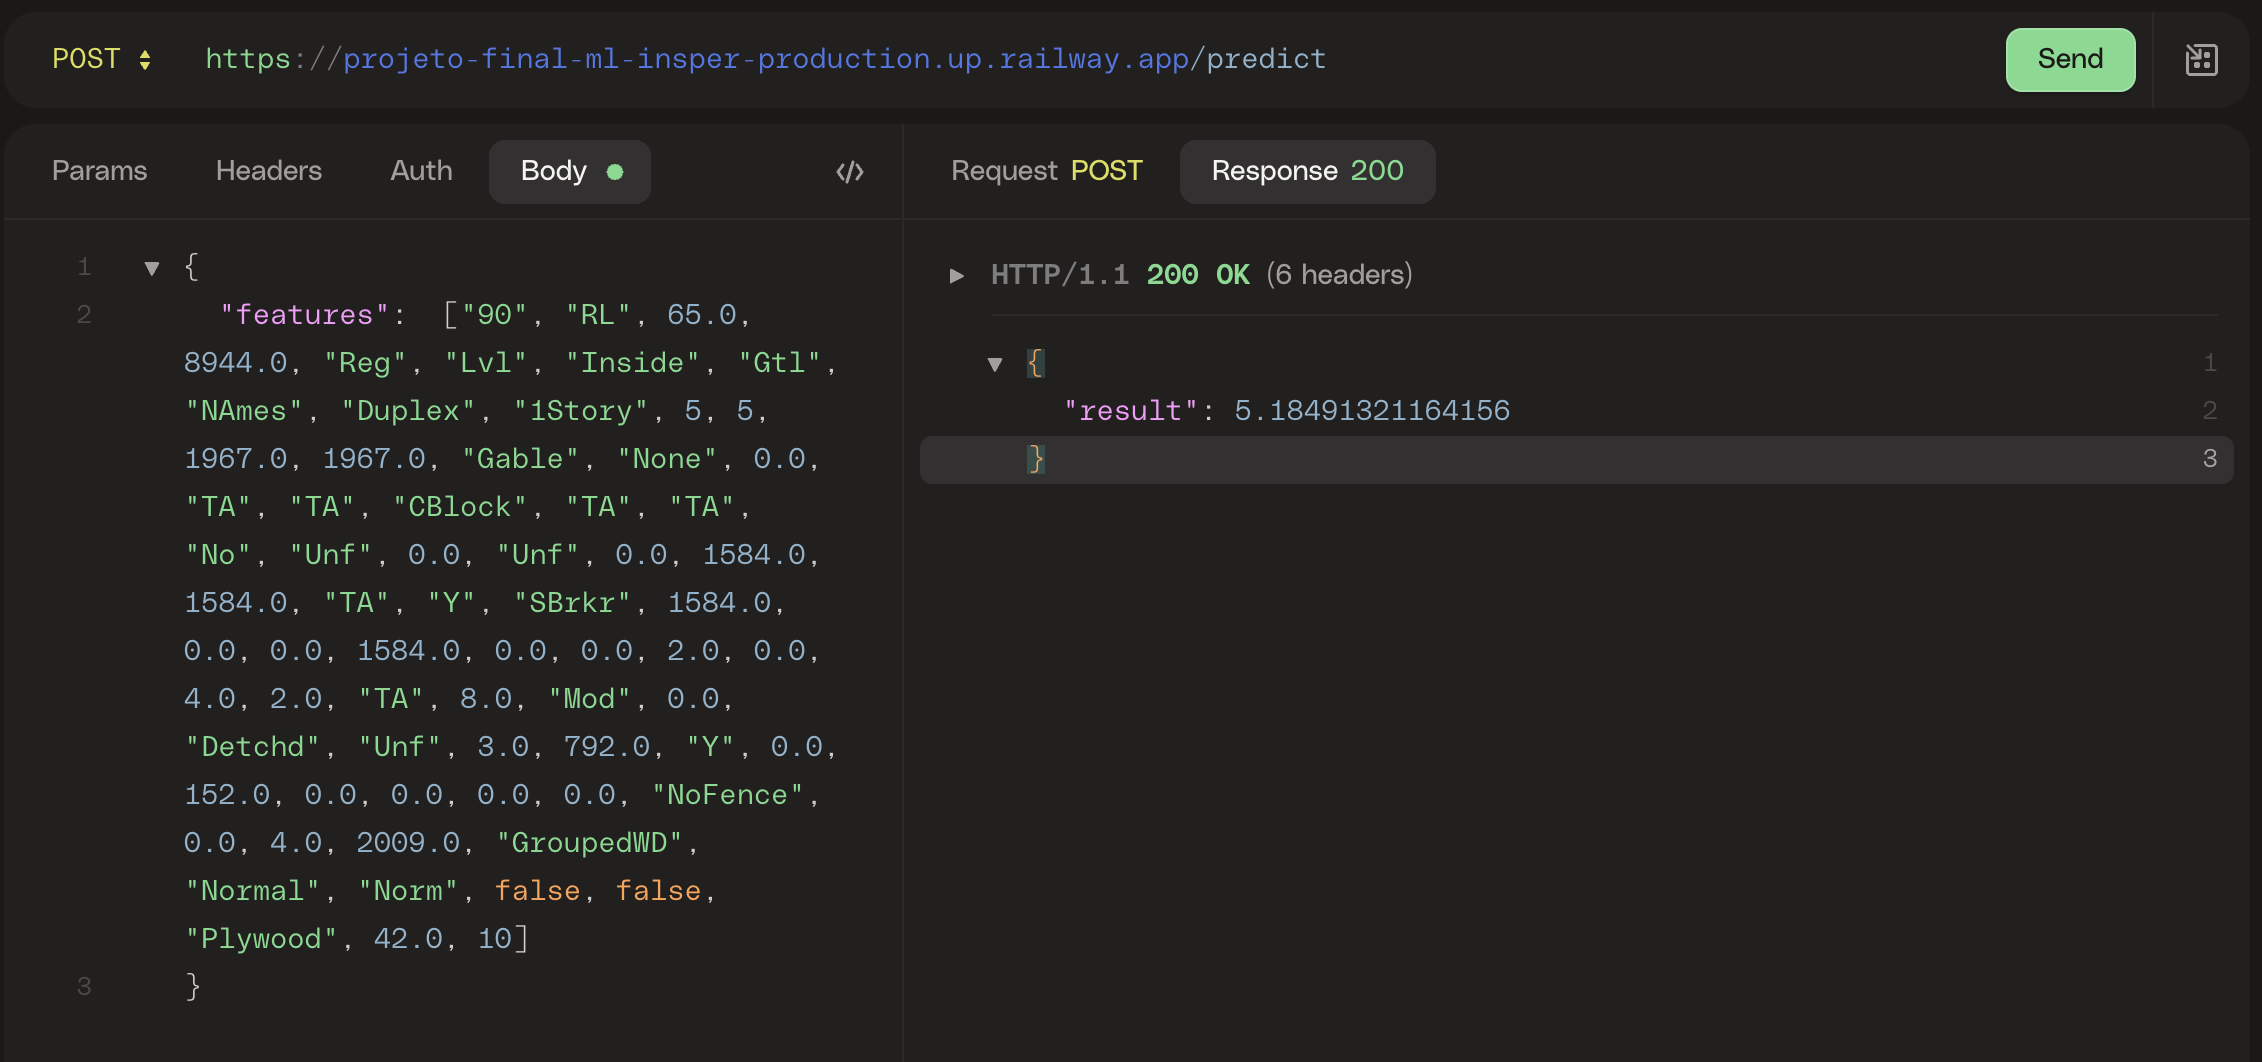 POST https://projeto-final-ml-insper-production.up.railway.app/predict Send
Params Headers Auth Body </>
Request POST Response 200
1 ▼ {
2 "features": ["90", "RL", 65.0,
8944.0, "Reg", "Lvl", "Inside", "Gtl",
"NAmes", "Duplex", "1Story", 5, 5,
1967.0, 1967.0, "Gable", "None", 0.0,
"TA", "TA", "CBlock", "TA", "TA",
"No", "Unf", 0.0, "Unf", 0.0, 1584.0,
1584.0, "TA", "Y", "SBrkr", 1584.0,
0.0, 0.0, 1584.0, 0.0, 0.0, 2.0, 0.0,
4.0, 2.0, "TA", 8.0, "Mod", 0.0,
"Detchd", "Unf", 3.0, 792.0, "Y", 0.0,
152.0, 0.0, 0.0, 0.0, 0.0, "NoFence",
0.0, 4.0, 2009.0, "GroupedWD",
"Normal", "Norm", false, false,
"Plywood", 42.0, 10]
3 }
▶ HTTP/1.1 200 OK (6 headers)
▼ { 1
"result": 5.18491321164156 2
} 3